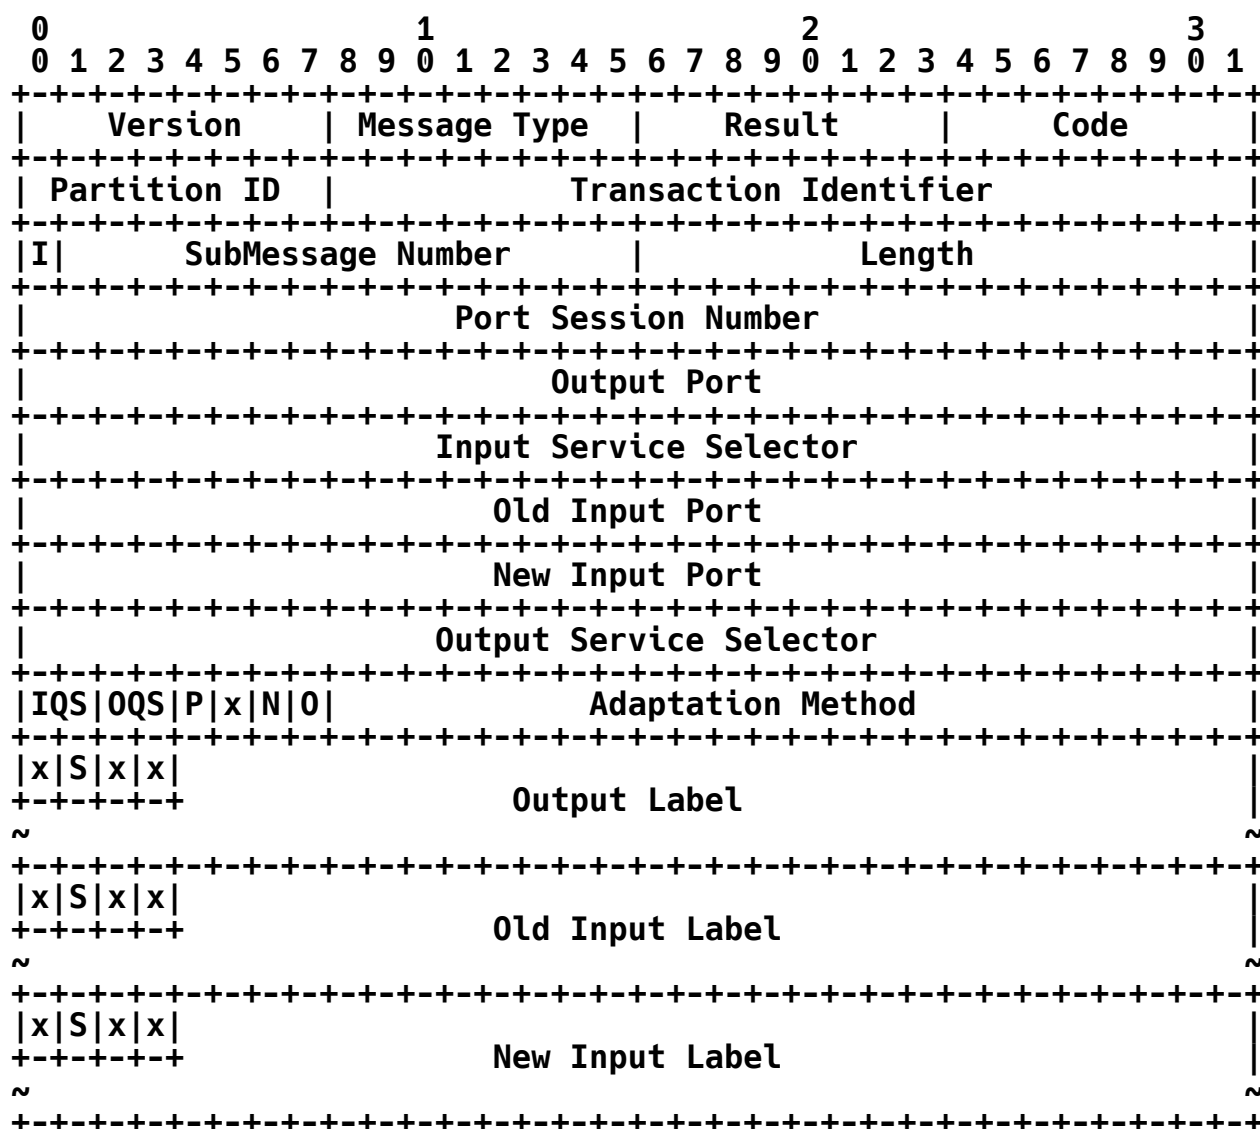 0                   1                   2                   3
 0 1 2 3 4 5 6 7 8 9 0 1 2 3 4 5 6 7 8 9 0 1 2 3 4 5 6 7 8 9 0 1
+-+-+-+-+-+-+-+-+-+-+-+-+-+-+-+-+-+-+-+-+-+-+-+-+-+-+-+-+-+-+-+-+
|    Version    | Message Type  |    Result     |     Code      |
+-+-+-+-+-+-+-+-+-+-+-+-+-+-+-+-+-+-+-+-+-+-+-+-+-+-+-+-+-+-+-+-+
| Partition ID  |            Transaction Identifier             |
+-+-+-+-+-+-+-+-+-+-+-+-+-+-+-+-+-+-+-+-+-+-+-+-+-+-+-+-+-+-+-+-+
|I|      SubMessage Number      |           Length              |
+-+-+-+-+-+-+-+-+-+-+-+-+-+-+-+-+-+-+-+-+-+-+-+-+-+-+-+-+-+-+-+-+
|                      Port Session Number                      |
+-+-+-+-+-+-+-+-+-+-+-+-+-+-+-+-+-+-+-+-+-+-+-+-+-+-+-+-+-+-+-+-+
|                           Output Port                         |
+-+-+-+-+-+-+-+-+-+-+-+-+-+-+-+-+-+-+-+-+-+-+-+-+-+-+-+-+-+-+-+-+
|                     Input Service Selector                    |
+-+-+-+-+-+-+-+-+-+-+-+-+-+-+-+-+-+-+-+-+-+-+-+-+-+-+-+-+-+-+-+-+
|                        Old Input Port                         |
+-+-+-+-+-+-+-+-+-+-+-+-+-+-+-+-+-+-+-+-+-+-+-+-+-+-+-+-+-+-+-+-+
|                        New Input Port                         |
+-+-+-+-+-+-+-+-+-+-+-+-+-+-+-+-+-+-+-+-+-+-+-+-+-+-+-+-+-+-+-+-+
|                     Output Service Selector                   |
+-+-+-+-+-+-+-+-+-+-+-+-+-+-+-+-+-+-+-+-+-+-+-+-+-+-+-+-+-+-+-+-+
|IQS|OQS|P|x|N|O|             Adaptation Method                 |
+-+-+-+-+-+-+-+-+-+-+-+-+-+-+-+-+-+-+-+-+-+-+-+-+-+-+-+-+-+-+-+-+
|x|S|x|x|                                                       |
+-+-+-+-+                 Output Label                          |
~                                                               ~
+-+-+-+-+-+-+-+-+-+-+-+-+-+-+-+-+-+-+-+-+-+-+-+-+-+-+-+-+-+-+-+-+
|x|S|x|x|                                                       |
+-+-+-+-+                Old Input Label                        |
~                                                               ~
+-+-+-+-+-+-+-+-+-+-+-+-+-+-+-+-+-+-+-+-+-+-+-+-+-+-+-+-+-+-+-+-+
|x|S|x|x|                                                       |
+-+-+-+-+                New Input Label                        |
~                                                               ~
+-+-+-+-+-+-+-+-+-+-+-+-+-+-+-+-+-+-+-+-+-+-+-+-+-+-+-+-+-+-+-+-+